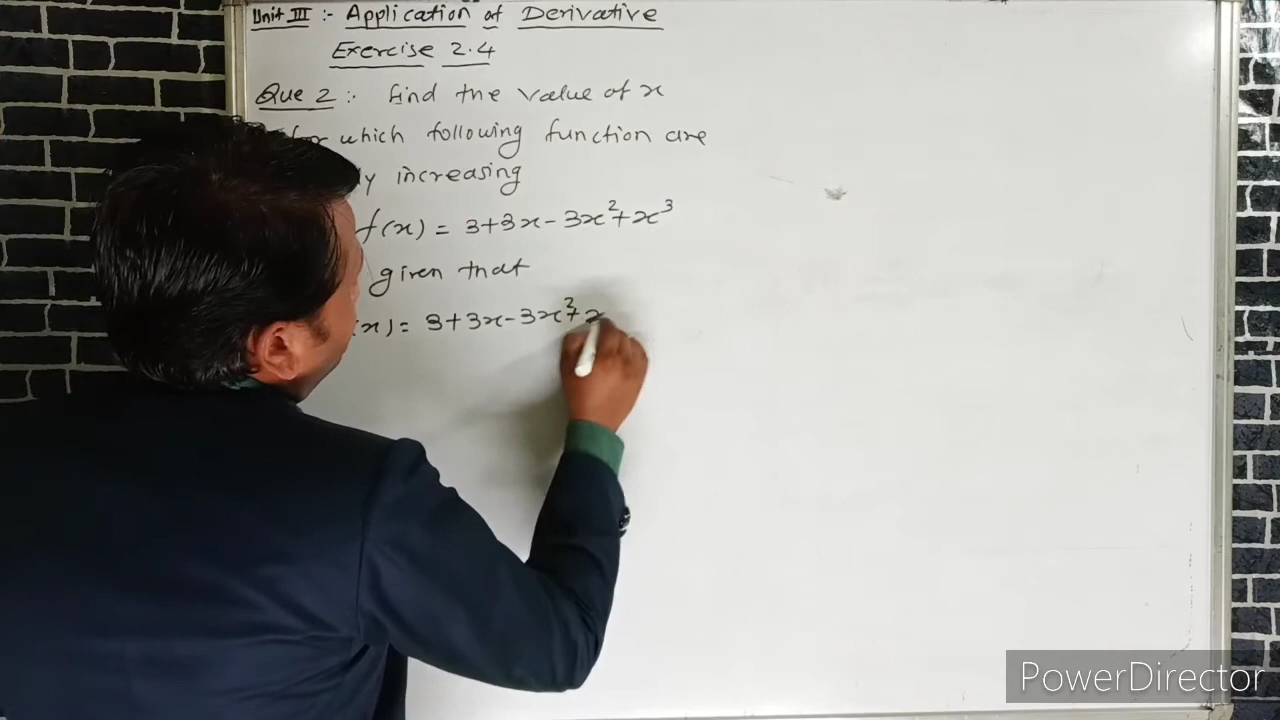 Unit III :- Application of Derivative
Exercise 2.4
Que 2 :- find the value of x
for which following function are
y increasing
f(x) = 3+3x-3x²+x³
given that
(x) = 3+3x-3x²+x
PowerDirector